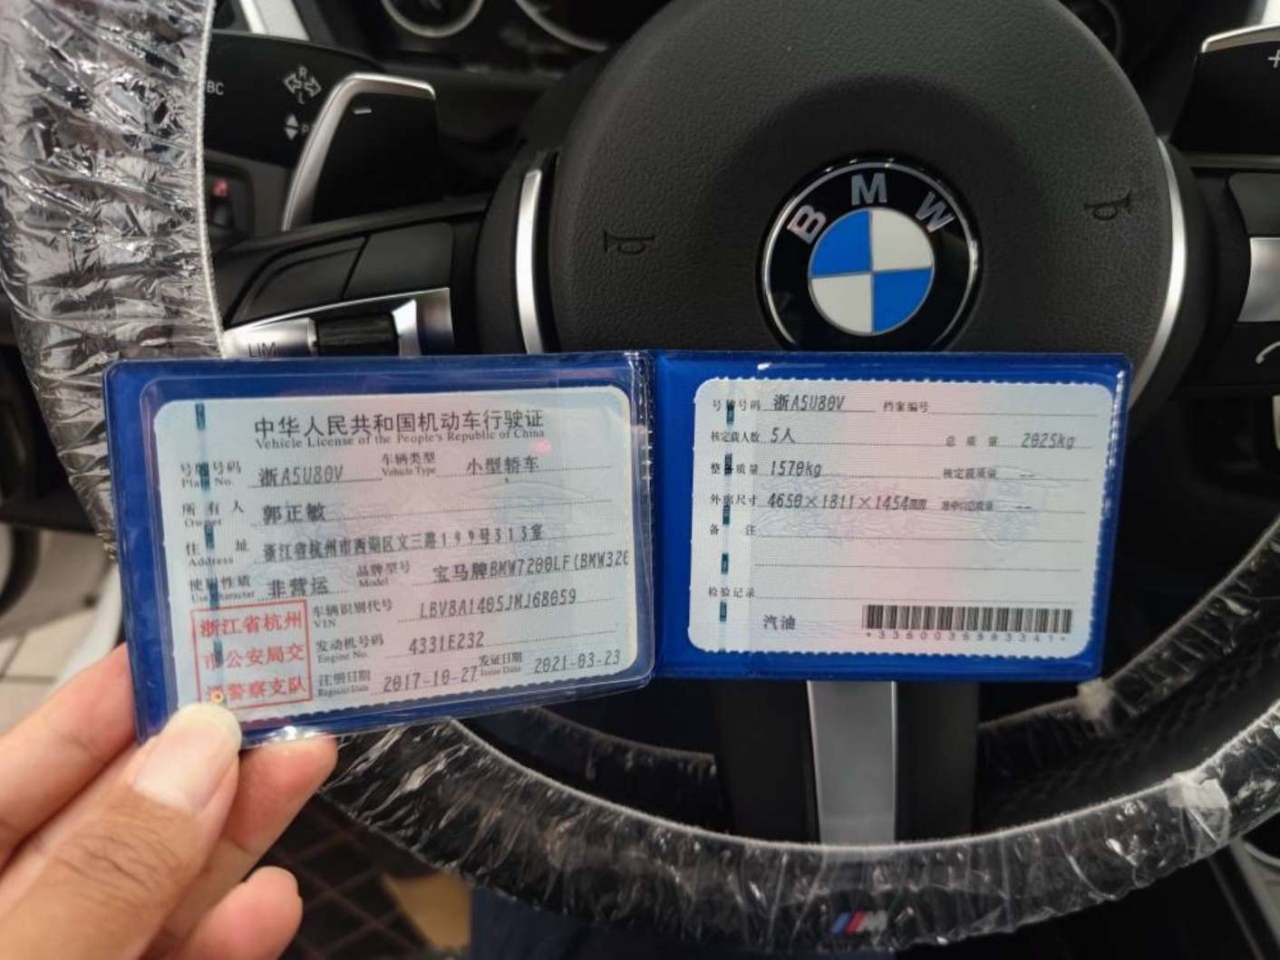 BC
R
L
P
LIM
B M W
+
中华人民共和国机动车行驶证
Vehicle License of the People's Republic of China
号牌号码 浙A5U80V 车辆类型 小型轿车
Plate No. Vehicle Type
所有人 郭正敏
Owner
住址 浙江省杭州市西湖区文三路199号313室
Address
使用性质 非营运 品牌型号 宝马牌BMW7200LF(BMW320
Use Character Model
浙江省杭州
市公安局交
通警察支队
车辆识别代号 LBV8A1405JMJ68059
VIN
发动机号码 4331E232
Engine No.
注册日期 2017-10-27 发证日期 2021-03-23
Register Date Issue Date
号牌号码 浙A5U80V 档案编号
核定载人数 5人 总质量 2025kg
整备质量 1570kg 核定载质量 --
外廓尺寸 4650×1811×1454mm 准牵引总质量 --
备注
检验记录
汽油
M